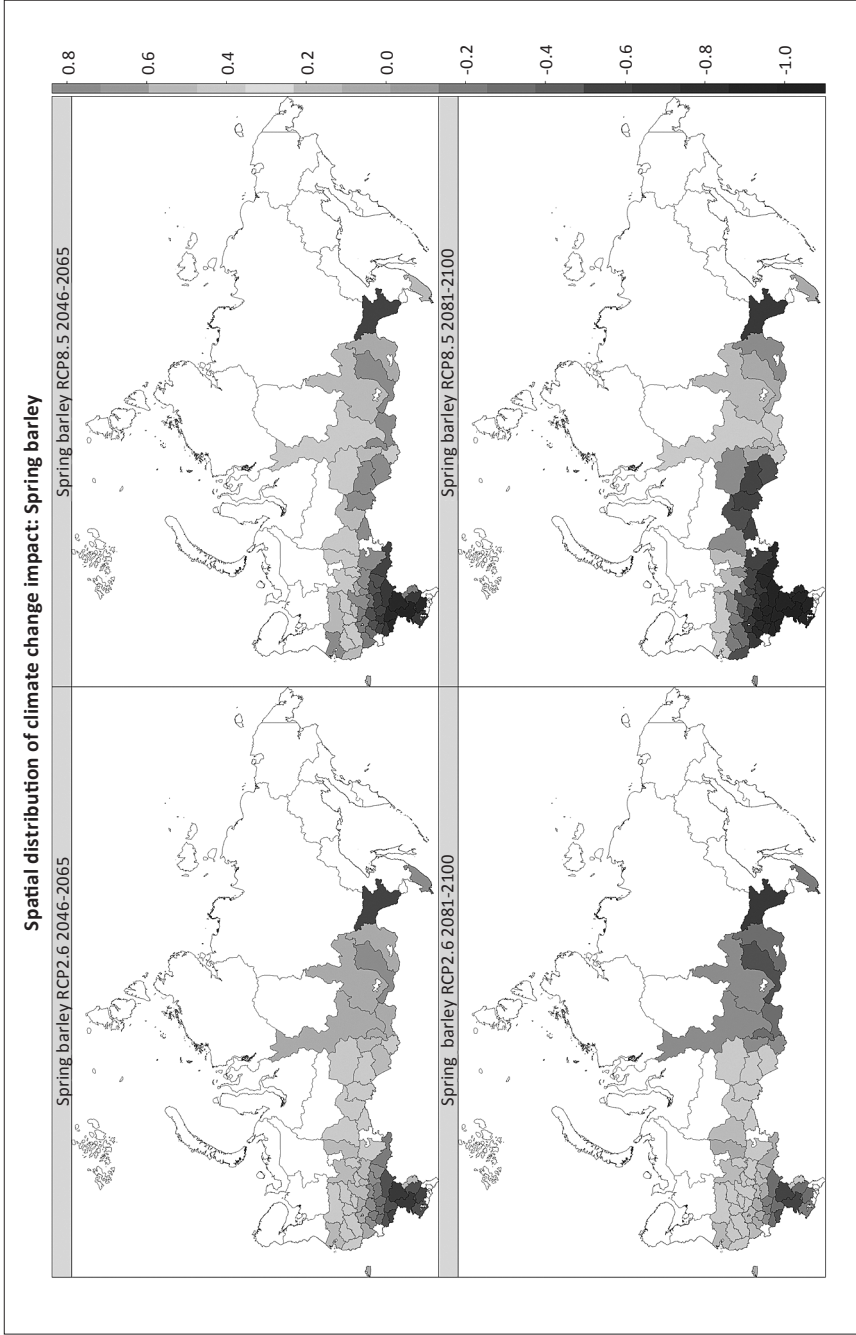 Spatial distribution of climate change impact: Spring barley
Spring barley RCP2.6 2046-2065
Spring barley RCP8.5 2046-2065
Spring barley RCP2.6 2081-2100
Spring barley RCP8.5 2081-2100
0.8
0.6
0.4
0.2
0.0
-0.2
-0.4
-0.6
-0.8
-1.0